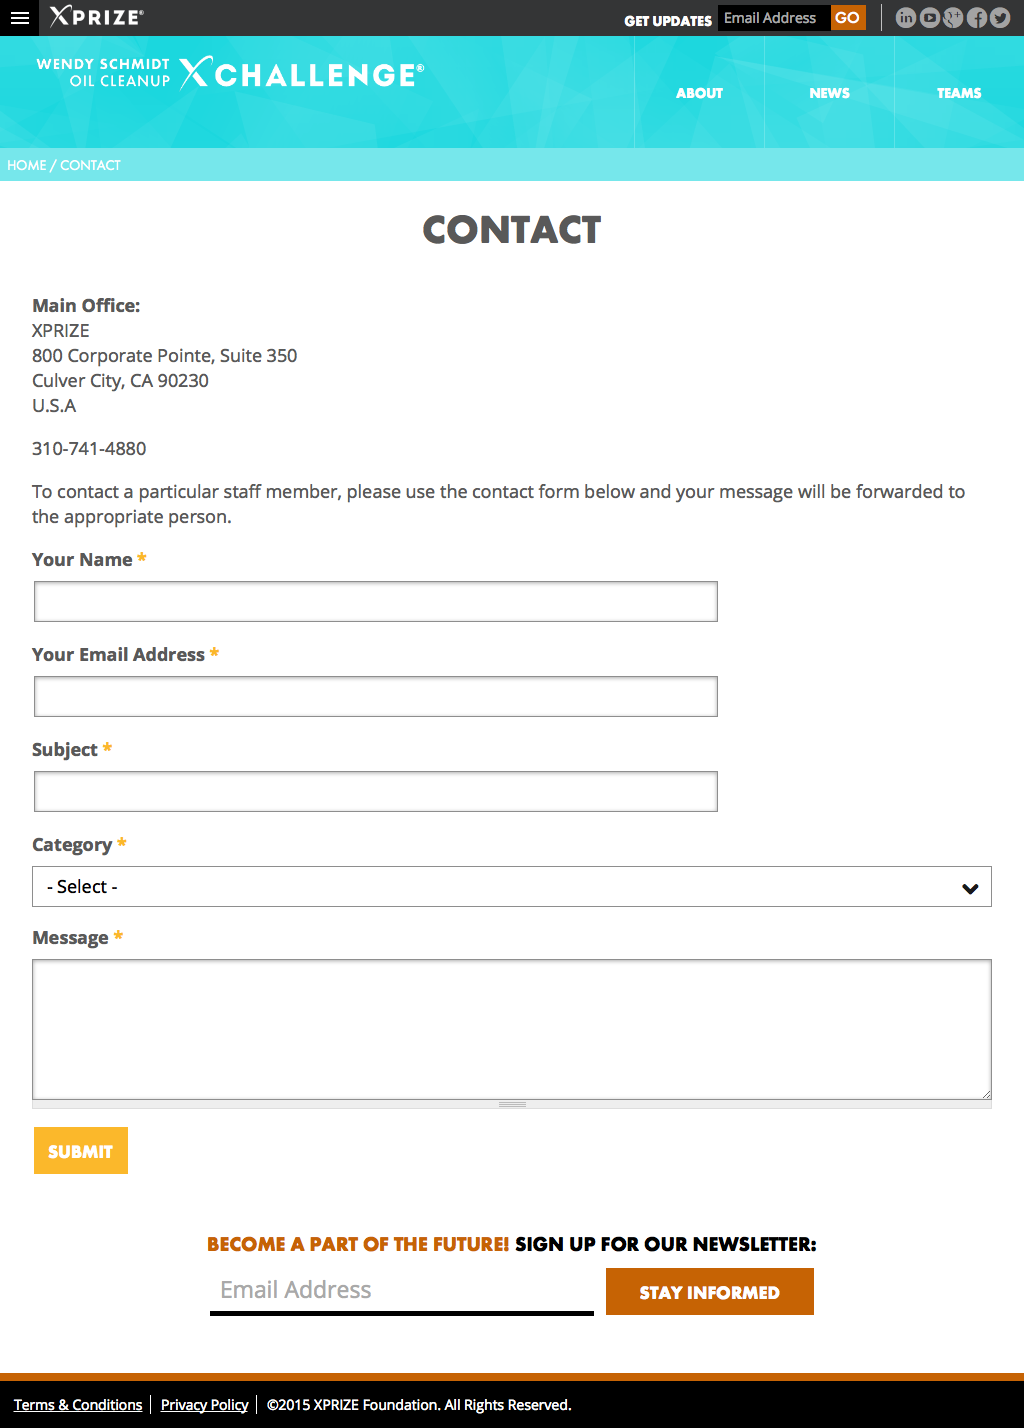 XPRIZE®
GET UPDATES Email Address GO
WENDY SCHMIDT
OIL CLEANUP
XCHALLENGE®
ABOUT NEWS TEAMS
HOME / CONTACT
CONTACT
Main Office:
XPRIZE
800 Corporate Pointe, Suite 350
Culver City, CA 90230
U.S.A
310-741-4880
To contact a particular staff member, please use the contact form below and your message will be forwarded to
the appropriate person.
Your Name *
Your Email Address *
Subject *
Category *
- Select -
Message *
SUBMIT
BECOME A PART OF THE FUTURE! SIGN UP FOR OUR NEWSLETTER:
Email Address STAY INFORMED
Terms & Conditions Privacy Policy ©2015 XPRIZE Foundation. All Rights Reserved.